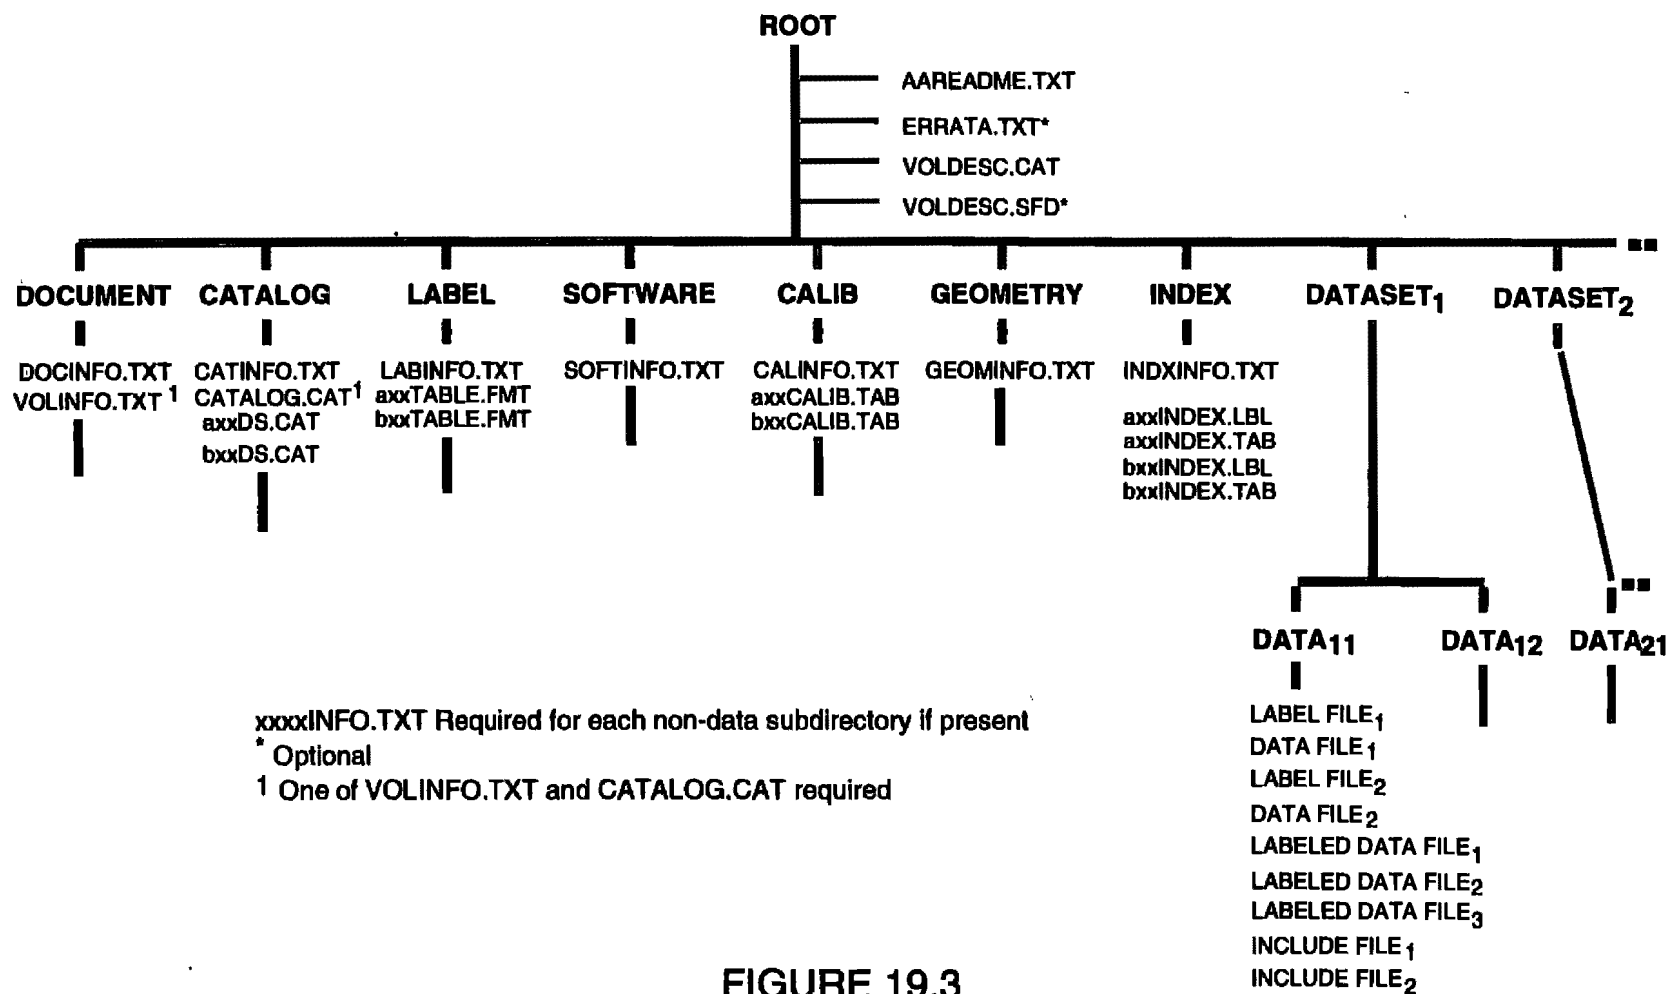 ROOT
AAREADME.TXT
ERRATA.TXT*
VOLDESC.CAT
VOLDESC.SFD*
DOCUMENT CATALOG LABEL SOFTWARE CALIB GEOMETRY INDEX DATASET1 DATASET2
DOCINFO.TXT
VOLINFO.TXT 1
CATINFO.TXT
CATALOG.CAT1
axxDS.CAT
bxxDS.CAT
LABINFO.TXT
axxTABLE.FMT
bxxTABLE.FMT
SOFTINFO.TXT
CALINFO.TXT
axxCALIB.TAB
bxxCALIB.TAB
GEOMINFO.TXT
INDXINFO.TXT
axxINDEX.LBL
axxINDEX.TAB
bxxINDEX.LBL
bxxINDEX.TAB
DATA11 DATA12 DATA21
LABEL FILE1
DATA FILE1
LABEL FILE2
DATA FILE2
LABELED DATA FILE1
LABELED DATA FILE2
LABELED DATA FILE3
INCLUDE FILE1
INCLUDE FILE2
xxxxINFO.TXT Required for each non-data subdirectory if present
* Optional
1 One of VOLINFO.TXT and CATALOG.CAT required
FIGURE 19.3